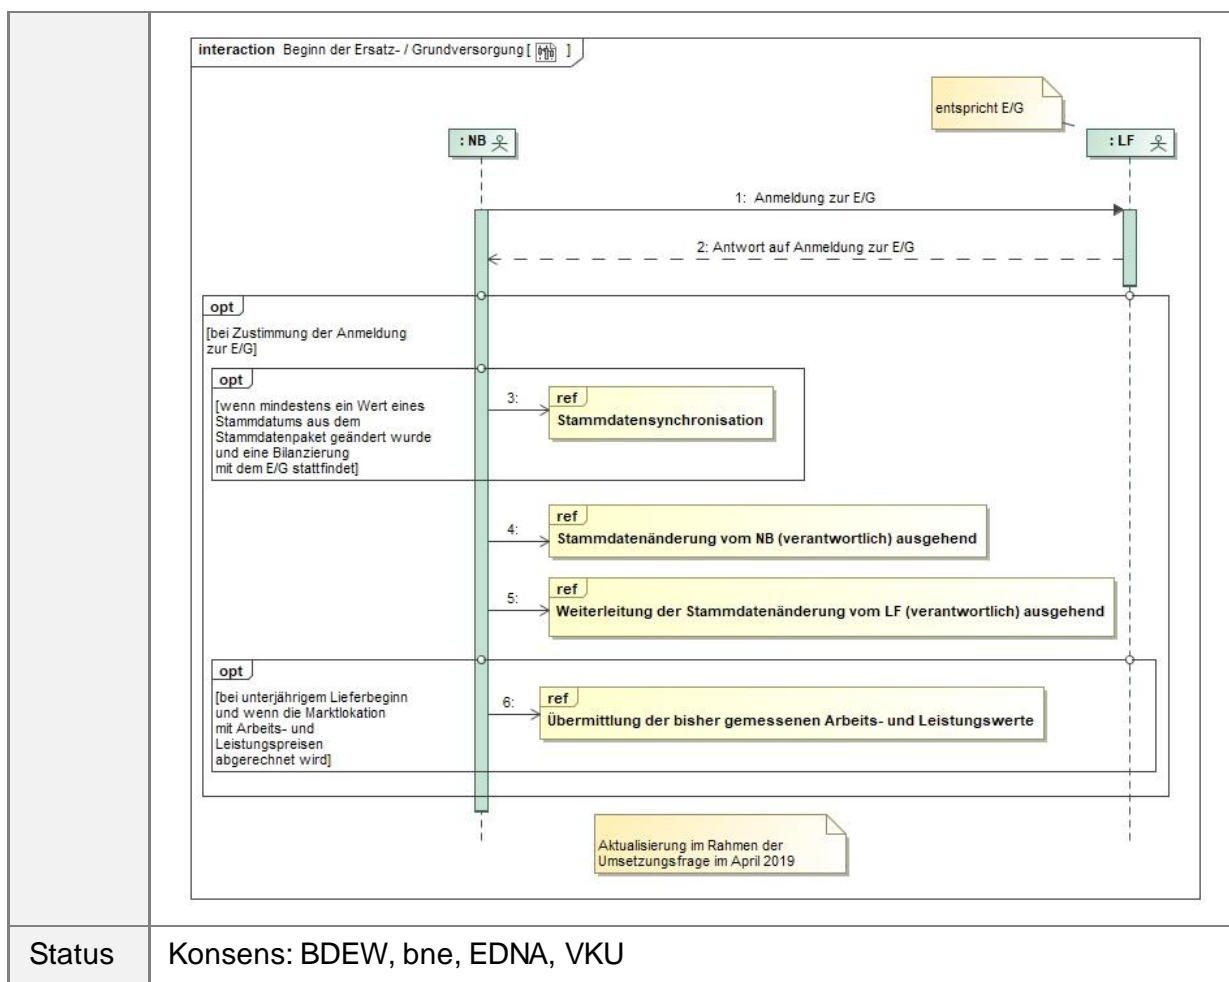 interaction Beginn der Ersatz- / Grundversorgung [ ]
entspricht E/G
: NB
: LF
1: Anmeldung zur E/G
2: Antwort auf Anmeldung zur E/G
opt
[bei Zustimmung der Anmeldung
zur E/G]
opt
[wenn mindestens ein Wert eines
Stammdatums aus dem
Stammdatenpaket geändert wurde
und eine Bilanzierung
mit dem E/G stattfindet]
3:
ref
Stammdatensynchronisation
4:
ref
Stammdatenänderung vom NB (verantwortlich) ausgehend
5:
ref
Weiterleitung der Stammdatenänderung vom LF (verantwortlich) ausgehend
opt
[bei unterjährigem Lieferbeginn
und wenn die Marktlokation
mit Arbeits- und
Leistungspreisen
abgerechnet wird]
6:
ref
Übermittlung der bisher gemessenen Arbeits- und Leistungswerte
Aktualisierung im Rahmen der
Umsetzungsfrage im April 2019
Status Konsens: BDEW, bne, EDNA, VKU